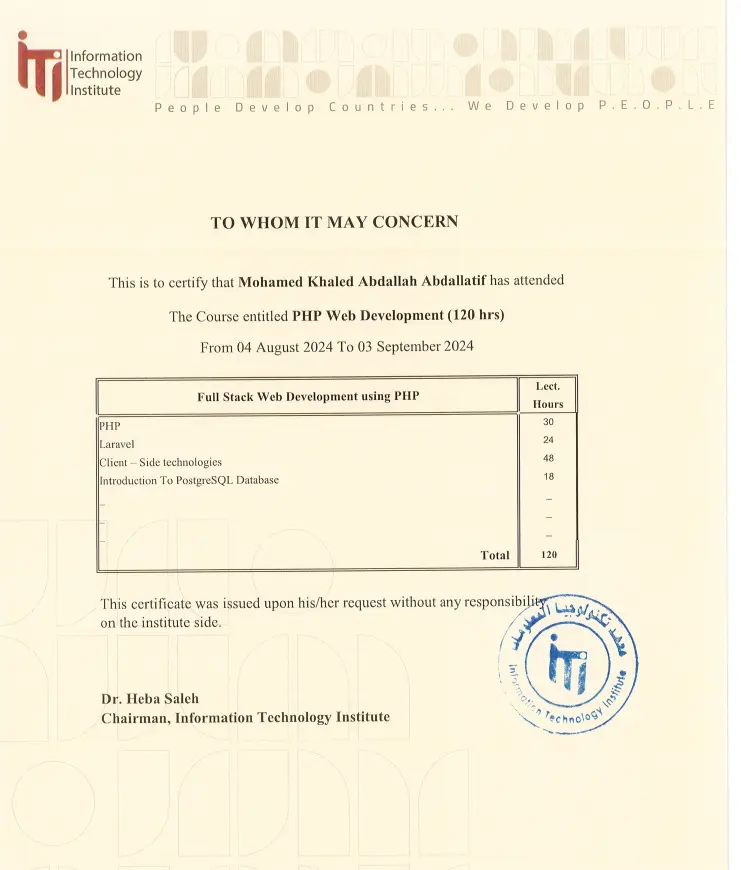 iTi
Information
Technology
Institute
People Develop Countries... We Develop P.E.O.P.L.E
TO WHOM IT MAY CONCERN
This is to certify that Mohamed Khaled Abdallah Abdallatif has attended
The Course entitled PHP Web Development (120 hrs)
From 04 August 2024 To 03 September 2024
Full Stack Web Development using PHP Lect. Hours
PHP 30
Laravel 24
Client – Side technologies 48
Introduction To PostgreSQL Database 18
– –
– –
– –
Total 120
This certificate was issued upon his/her request without any responsibility
on the institute side.
معهد تكنولوجيا المعلومات
iTi
Information Technology Institute
Dr. Heba Saleh
Chairman, Information Technology Institute